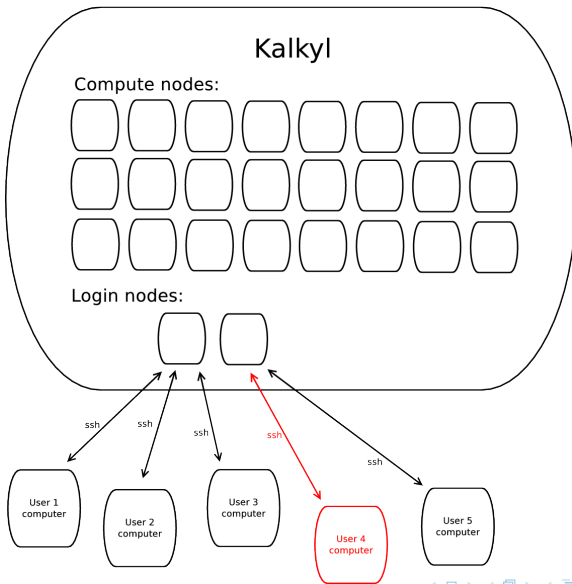 Kalkyl
Compute nodes:
Login nodes:
ssh
ssh
ssh
ssh
ssh
User 1
computer
User 2
computer
User 3
computer
User 4
computer
User 5
computer